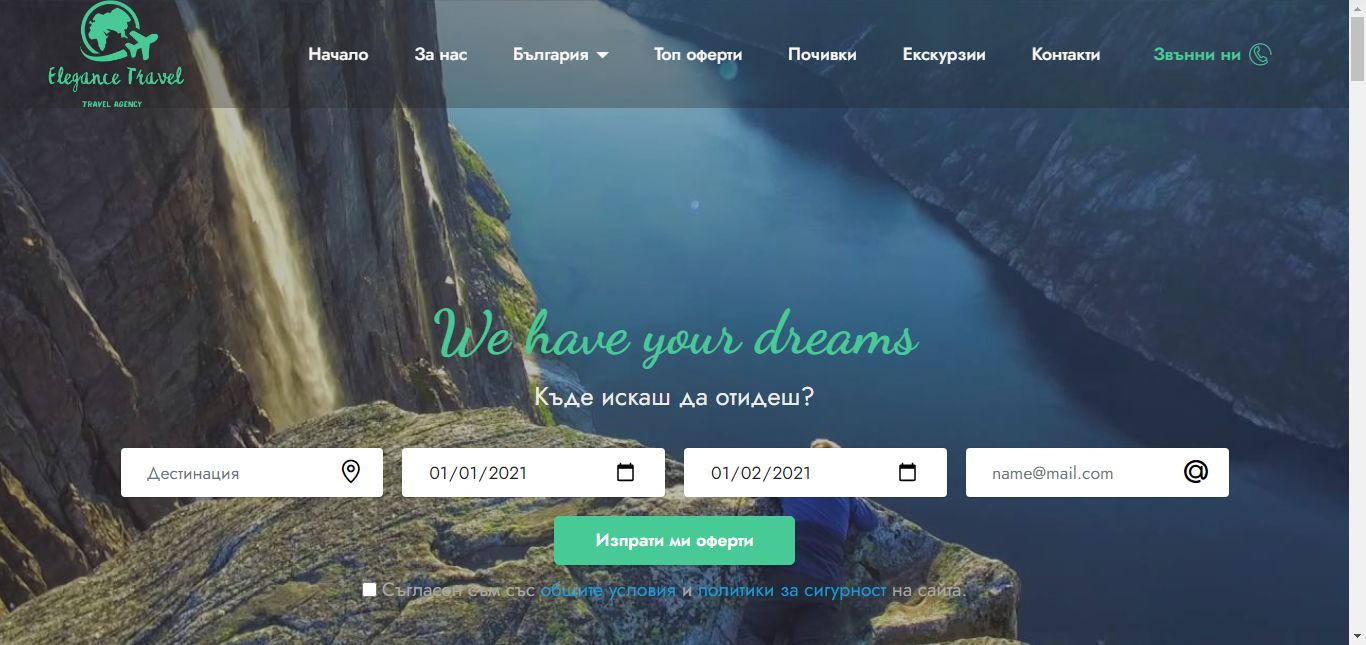 Elegance Travel
TRAVEL AGENCY
Начало За нас България Топ оферти Почивки Екскурзии Контакти Звънни ни
We have your dreams
Къде искаш да отидеш?
Дестинация 01/01/2021 01/02/2021 name@mail.com
Изпрати ми оферти
Съгласен съм със общите условия и политики за сигурност на сайта.